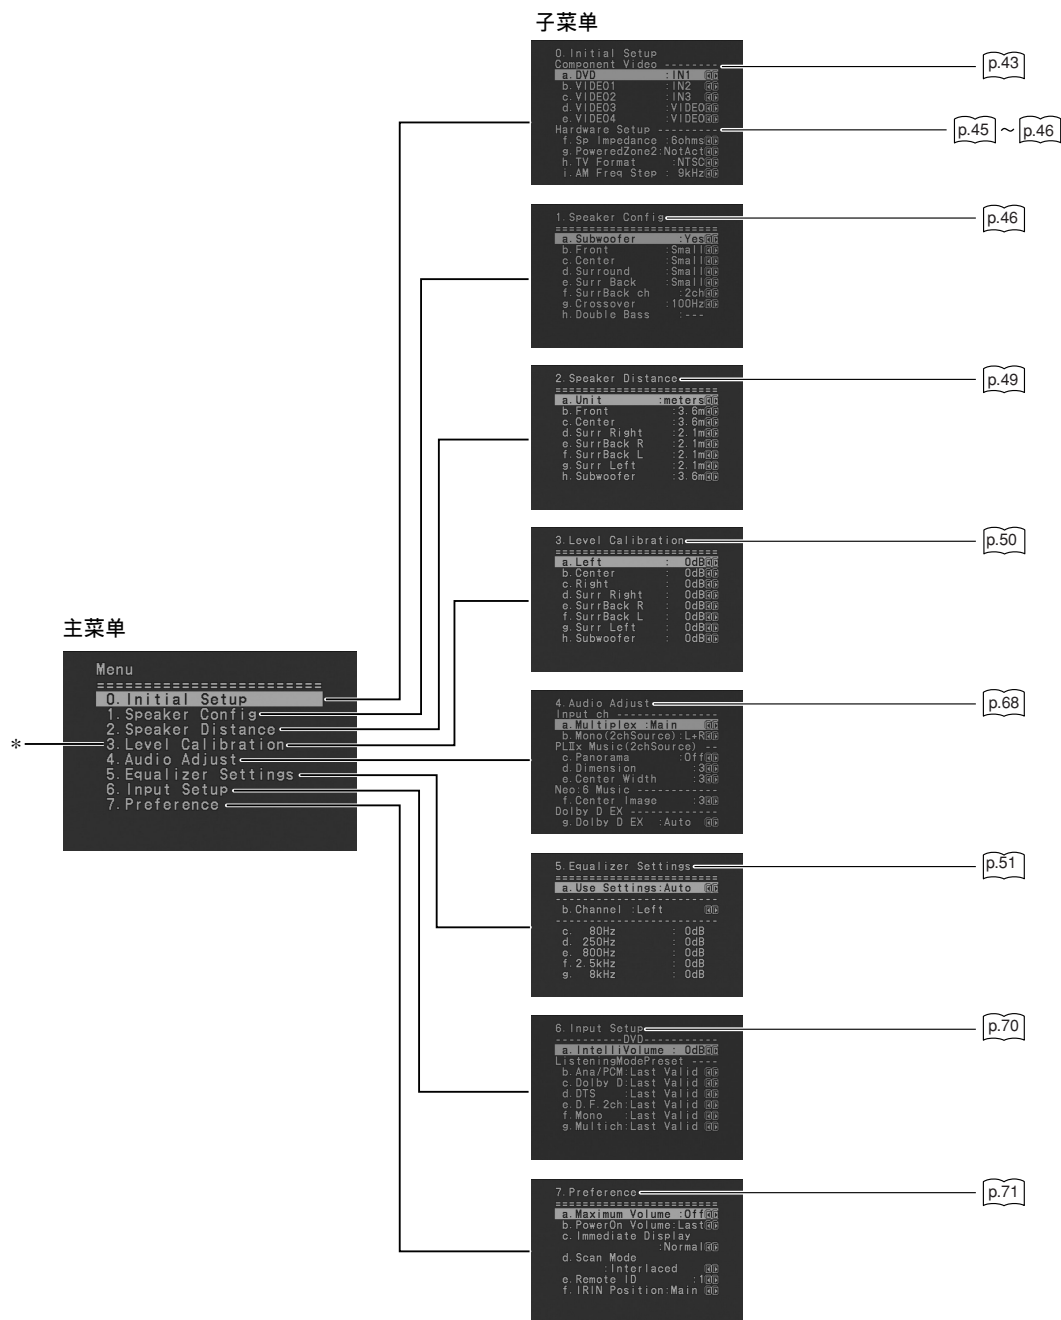 子菜单
0. Initial Setup
Component Video --------
a. DVD :IN1
b. VIDEO1 :IN2
c. VIDEO2 :IN3
d. VIDEO3 :VIDEO
e. VIDEO4 :VIDEO
Hardware Setup ---------
f. Sp Impedance :6ohms
g. PoweredZone2:NotAct
h. TV Format :NTSC
i. AM Freq Step : 9kHz
p.43
p.45 ~ p.46
1. Speaker Config
========================
a. Subwoofer :Yes
b. Front :Small
c. Center :Small
d. Surround :Small
e. Surr Back :Small
f. SurrBack ch :2ch
g. Crossover :100Hz
h. Double Bass :---
p.46
2. Speaker Distance
========================
a. Unit :meters
b. Front :3. 6m
c. Center :3. 6m
d. Surr Right :2. 1m
e. SurrBack R :2. 1m
f. SurrBack L :2. 1m
g. Surr Left :2. 1m
h. Subwoofer :3. 6m
p.49
3. Level Calibration
========================
a. Left : 0dB
b. Center : 0dB
c. Right : 0dB
d. Surr Right : 0dB
e. SurrBack R : 0dB
f. SurrBack L : 0dB
g. Surr Left : 0dB
h. Subwoofer : 0dB
p.50
主菜单
Menu
========================
0. Initial Setup
1. Speaker Config
2. Speaker Distance
* 3. Level Calibration
4. Audio Adjust
5. Equalizer Settings
6. Input Setup
7. Preference
4. Audio Adjust
Input ch ---------------
a. Multiplex :Main
b. Mono(2chSource) :L+R
PLIIx Music(2chSource) --
c. Panorama :Off
d. Dimension :3
e. Center Width :3
Neo:6 Music ------------
f. Center Image :3
Dolby D EX -------------
g. Dolby D EX :Auto
p.68
5. Equalizer Settings
========================
a. Use Settings:Auto
------------------------
b. Channel :Left
------------------------
c. 80Hz : 0dB
d. 250Hz : 0dB
e. 800Hz : 0dB
f. 2. 5kHz : 0dB
g. 8kHz : 0dB
p.51
6. Input Setup
----------DVD-----------
a. IntelliVolume : 0dB
ListeningModePreset ----
b. Ana/PCM:Last Valid
c. Dolby D:Last Valid
d. DTS :Last Valid
e. D. F. 2ch:Last Valid
f. Mono :Last Valid
g. Multich:Last Valid
p.70
7. Preference
========================
a. Maximum Volume :Off
b. PowerOn Volume:Last
c. Immediate Display
:Normal
d. Scan Mode
:Interlaced
e. Remote ID :1
f. IRIN Position:Main
p.71